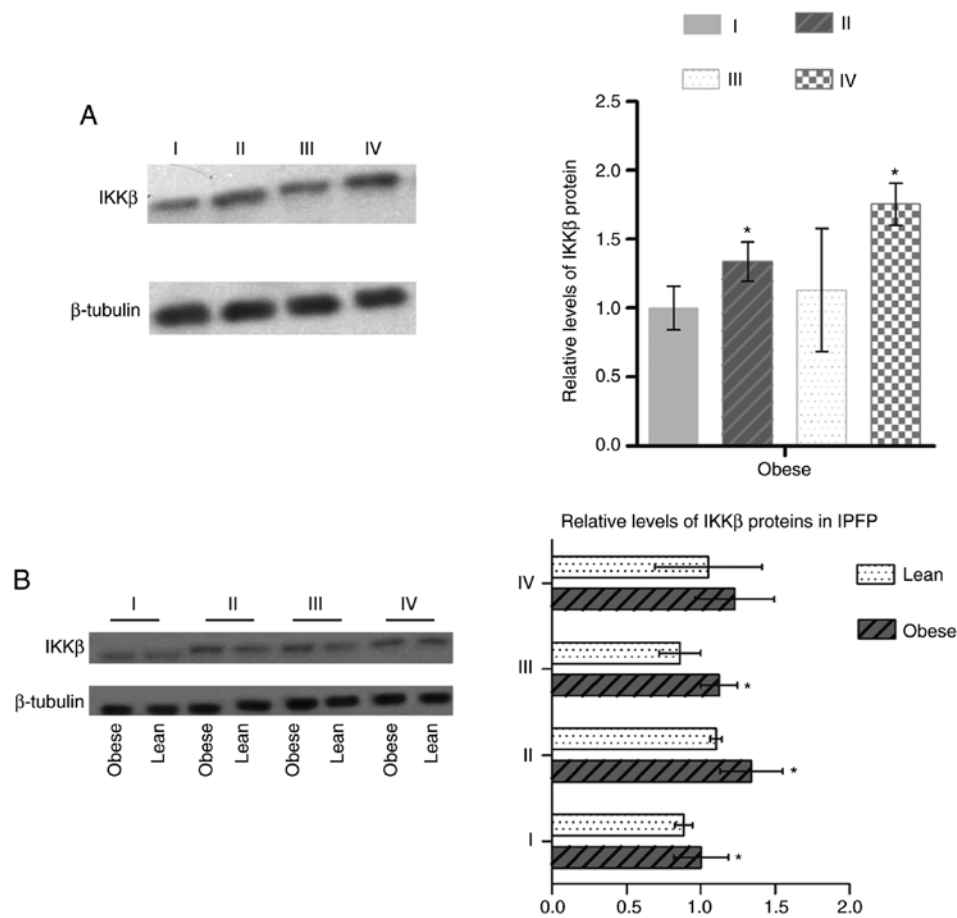 A
I II III IV
IKKβ
β-tubulin
I II
III IV
Relative levels of IKKβ protein
2.5
2.0
1.5
1.0
0.5
0.0
*
*
Obese
B
I II III IV
IKKβ
β-tubulin
Obese Lean Obese Lean Obese Lean Obese Lean
Relative levels of IKKβ proteins in IPFP
IV
III
II
I
*
*
*
Lean
Obese
0.0 0.5 1.0 1.5 2.0